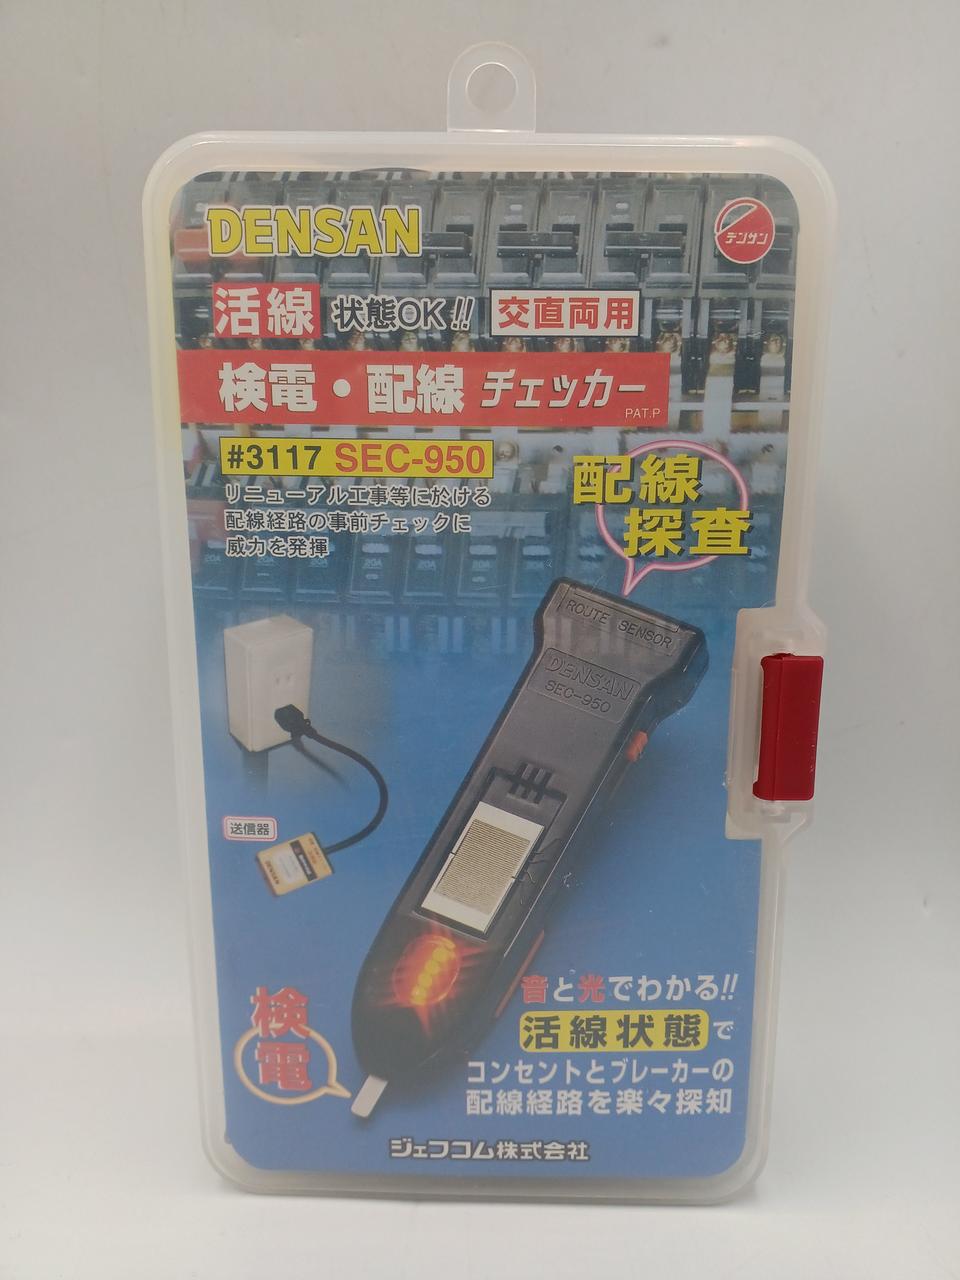 DENSAN
デンサン
活線 状態OK!! 交直両用
検電・配線 チェッカー
PAT.P
#3117 SEC-950
リニューアル工事等に於ける
配線経路の事前チェックに
威力を発揮
配線
探査
ROUTE SENSOR
DENSAN
SEC-950
送信器
DENSAN
検
電
音と光でわかる!!
活線状態で
コンセントとブレーカーの
配線経路を楽々探知
ジェフコム株式会社